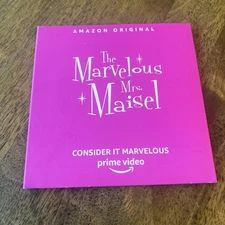 AMAZON ORIGINAL
The
Marvelous
Mrs.
Maisel
CONSIDER IT MARVELOUS
prime video